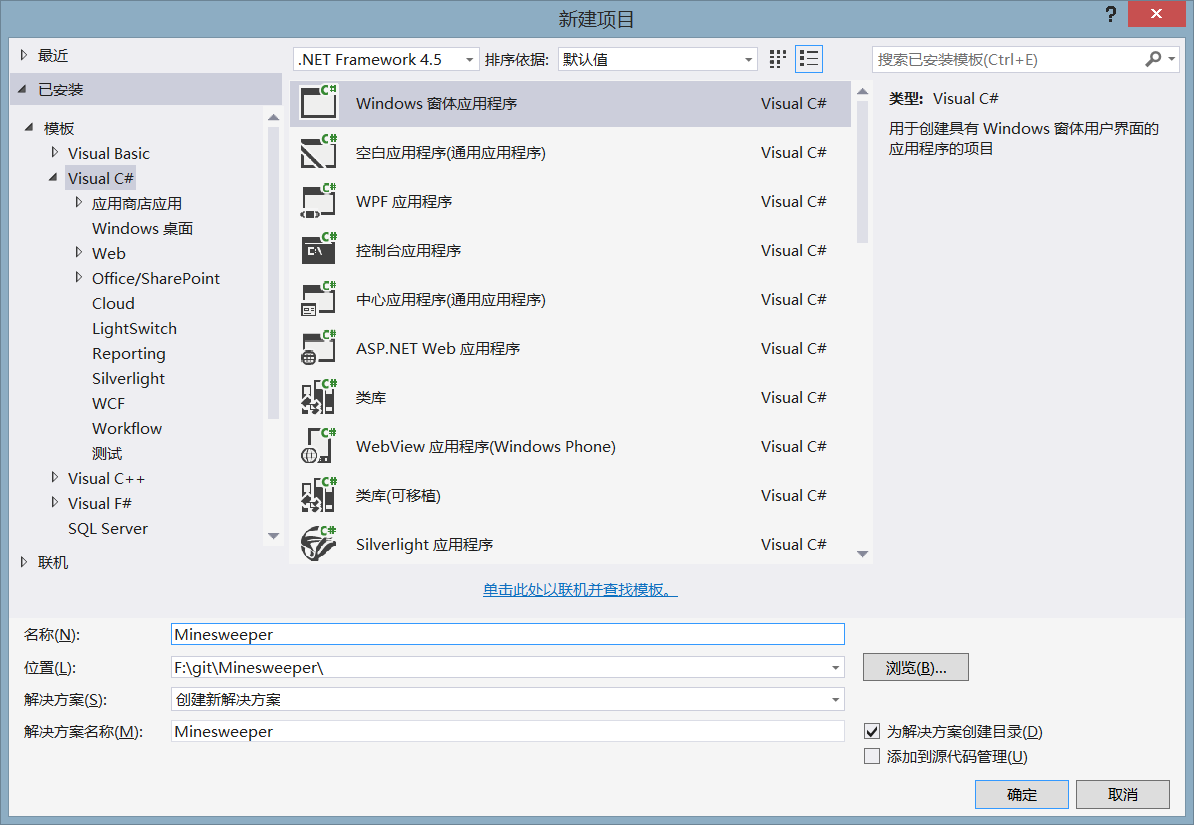 新建项目
?
最近
已安装
模板
Visual Basic
Visual C#
应用商店应用
Windows 桌面
Web
Office/SharePoint
Cloud
LightSwitch
Reporting
Silverlight
WCF
Workflow
测试
Visual C++
Visual F#
SQL Server
联机
.NET Framework 4.5 排序依据: 默认值
C# Windows 窗体应用程序 Visual C#
C# 空白应用程序(通用应用程序) Visual C#
C# WPF 应用程序 Visual C#
C# 控制台应用程序 Visual C#
C# 中心应用程序(通用应用程序) Visual C#
C# ASP.NET Web 应用程序 Visual C#
C# 类库 Visual C#
C# WebView 应用程序(Windows Phone) Visual C#
C# 类库(可移植) Visual C#
C# Silverlight 应用程序 Visual C#
单击此处以联机并查找模板。
搜索已安装模板(Ctrl+E)
类型: Visual C#
用于创建具有 Windows 窗体用户界面的
应用程序的项目
名称(N): Minesweeper
位置(L): F:\git\Minesweeper\ 浏览(B)...
解决方案(S): 创建新解决方案
解决方案名称(M): Minesweeper 为解决方案创建目录(D)
添加到源代码管理(U)
确定 取消